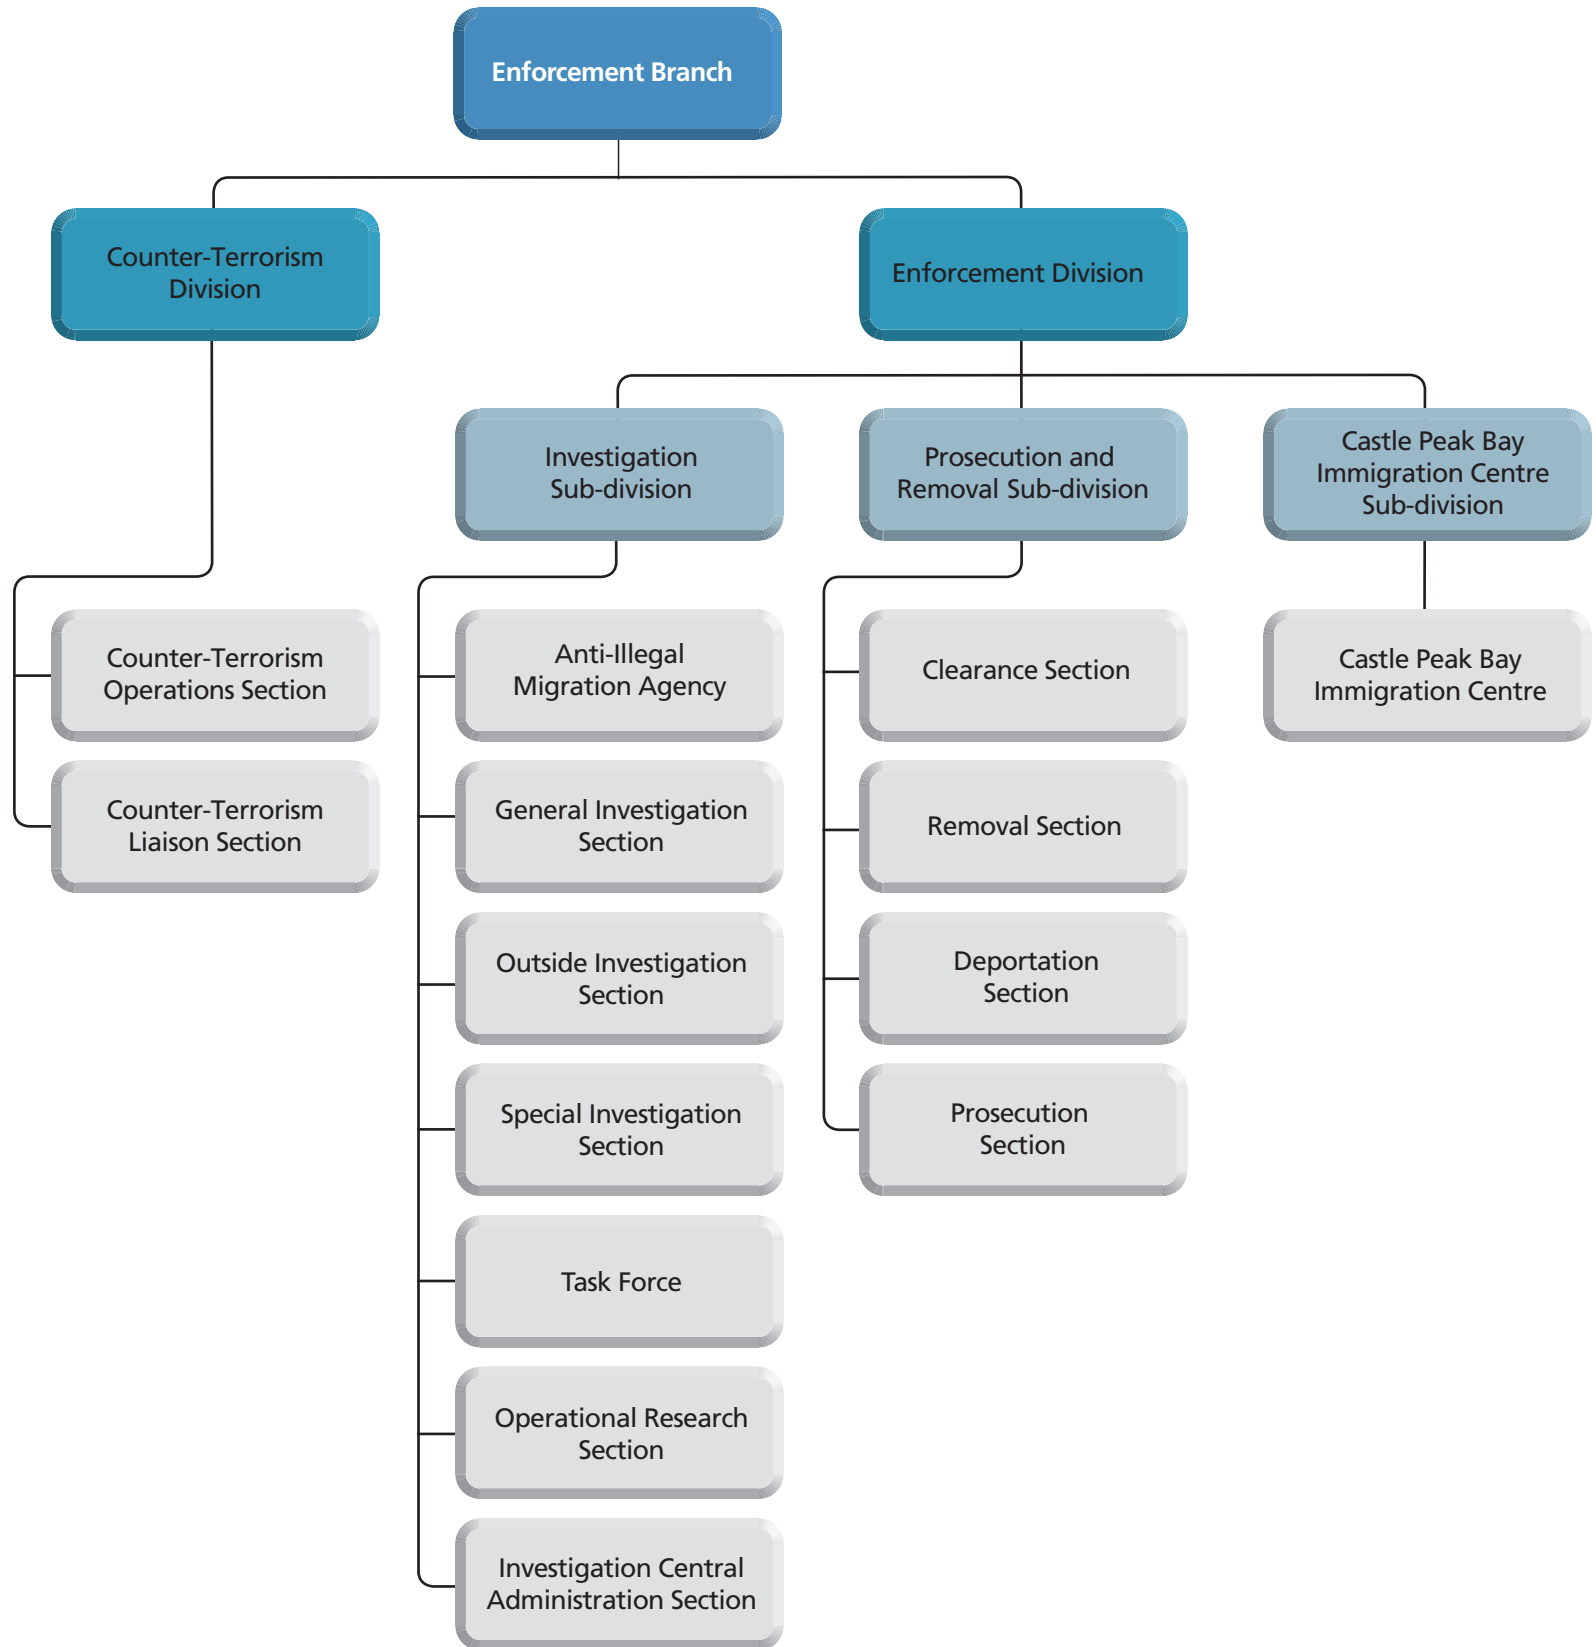 Enforcement Branch
Counter-Terrorism
Division
Enforcement Division
Investigation
Sub-division
Prosecution and
Removal Sub-division
Castle Peak Bay
Immigration Centre
Sub-division
Counter-Terrorism
Operations Section
Counter-Terrorism
Liaison Section
Anti-Illegal
Migration Agency
General Investigation
Section
Outside Investigation
Section
Special Investigation
Section
Task Force
Operational Research
Section
Investigation Central
Administration Section
Clearance Section
Removal Section
Deportation
Section
Prosecution
Section
Castle Peak Bay
Immigration Centre